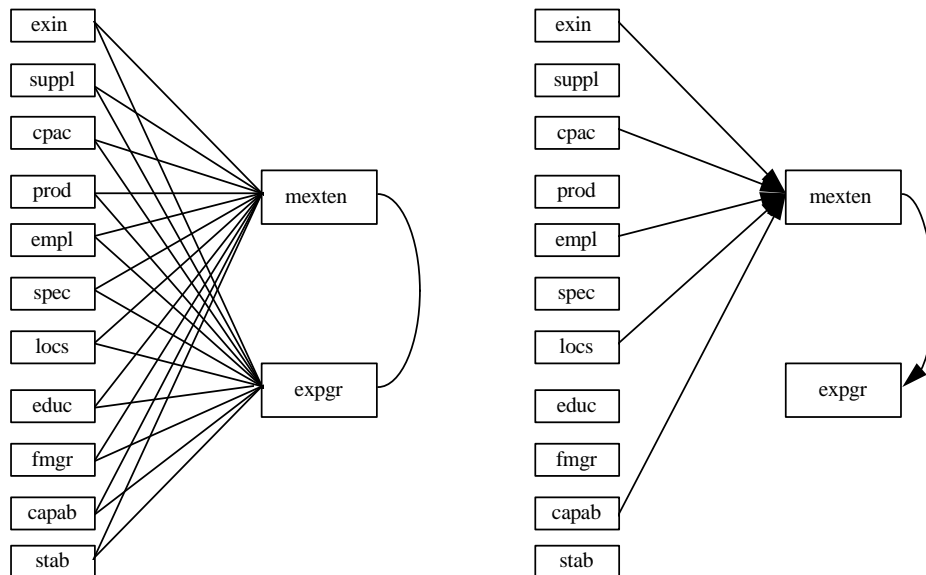 exin
suppl
cpac
prod
empl
spec
locs
educ
fmgr
capab
stab
mexten
expgr
exin
suppl
cpac
prod
empl
spec
locs
educ
fmgr
capab
stab
mexten
expgr